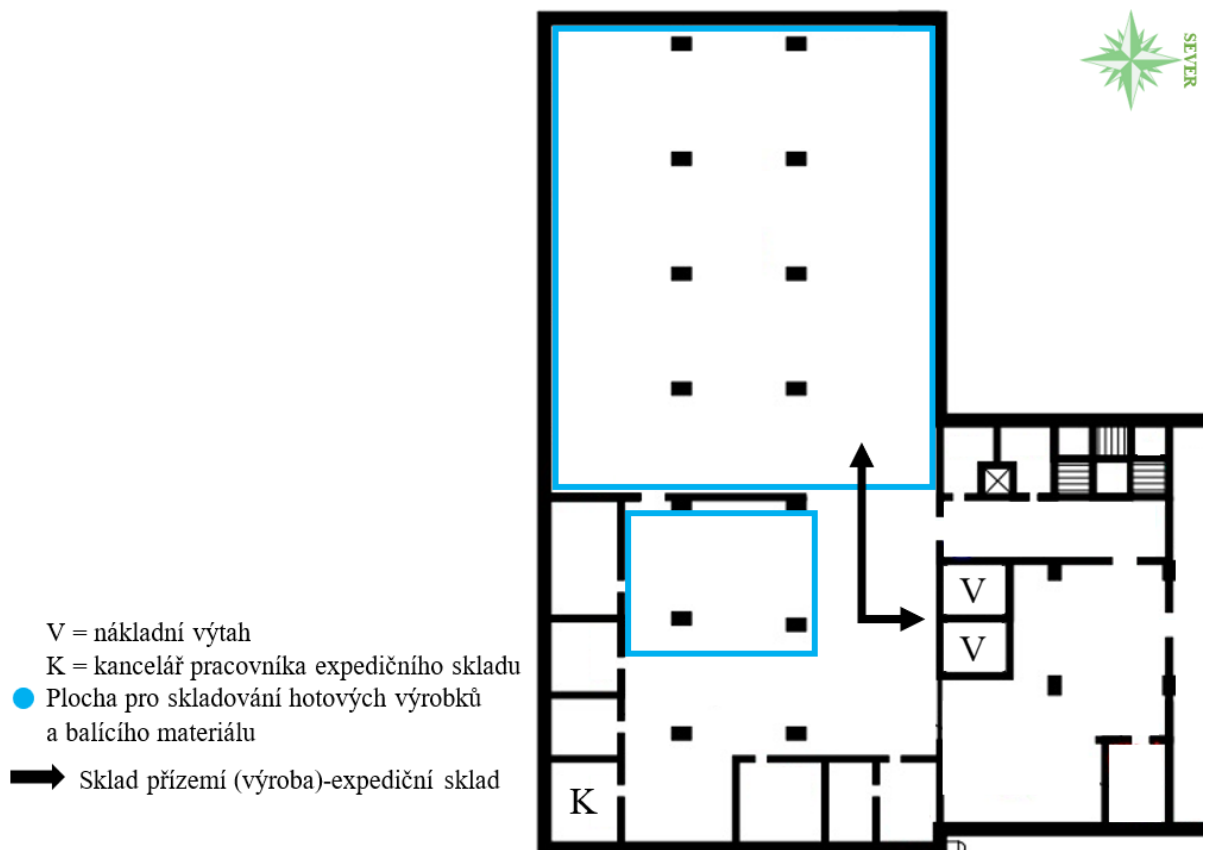 SEVER
V
V
K
V = nákladní výtah
K = kancelář pracovníka expedičního skladu
Plocha pro skladování hotových výrobků
a balícího materiálu
Sklad přízemí (výroba)-expediční sklad